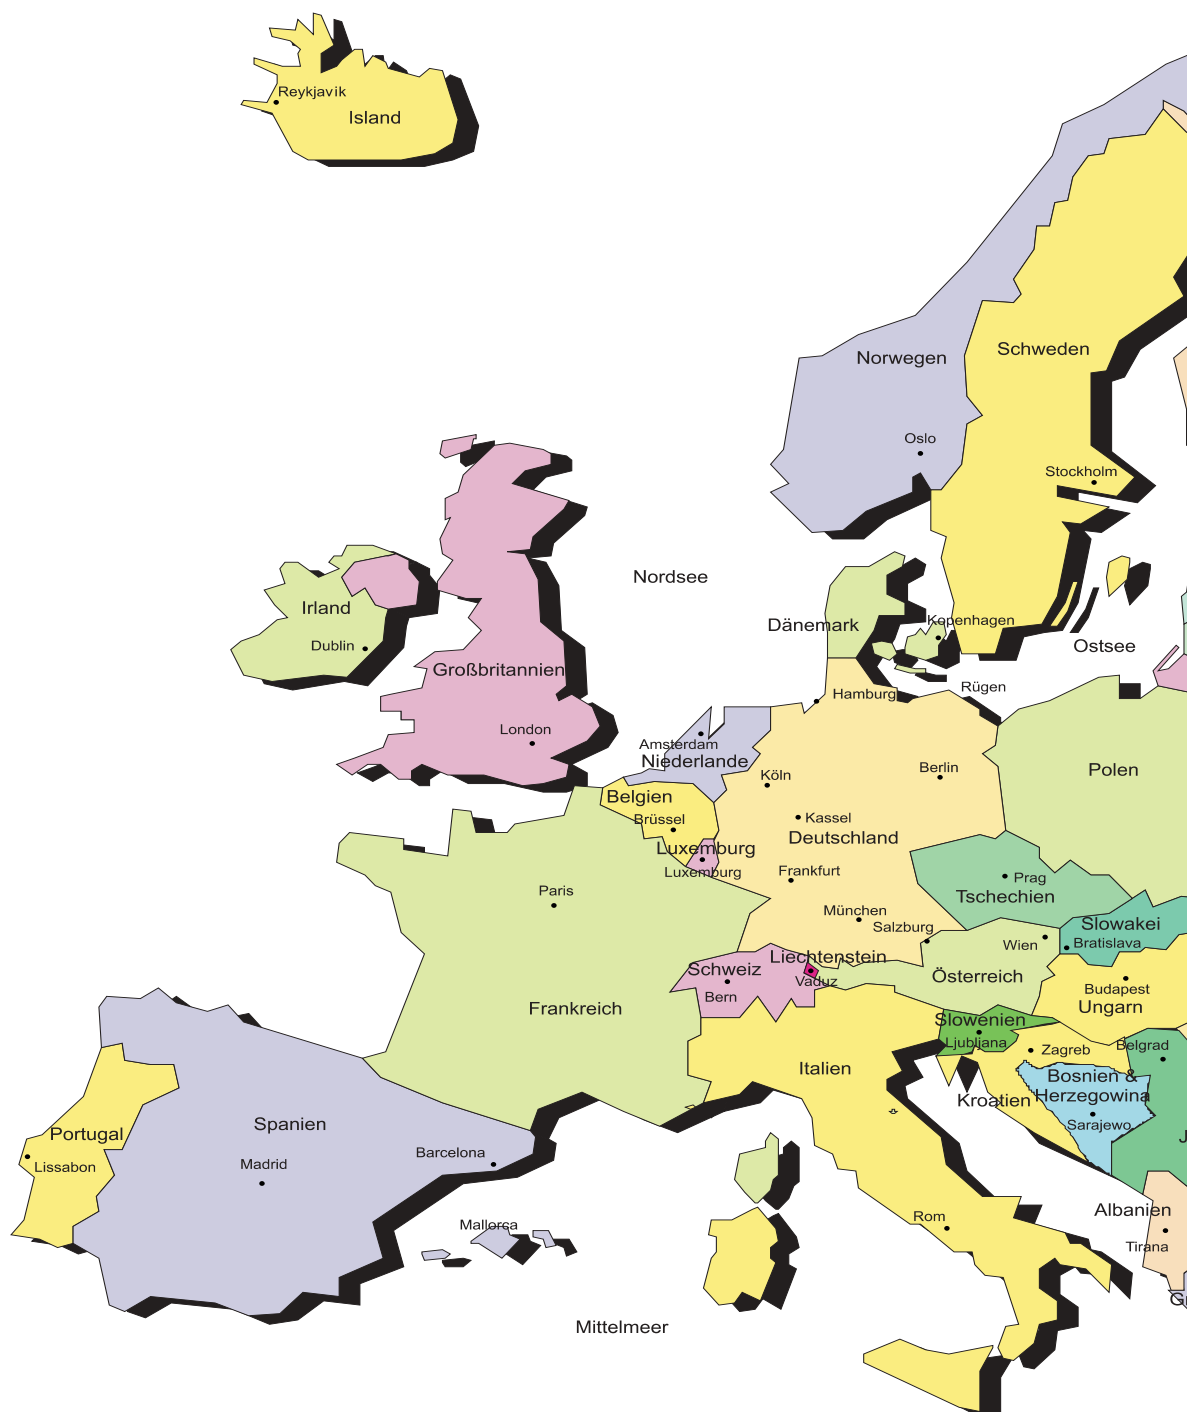 Reykjavik
Island
Norwegen
Schweden
Oslo
Stockholm
Nordsee
Irland
Dublin
Dänemark
Kopenhagen
Ostsee
Großbritannien
Hamburg
Rügen
London
Amsterdam
Niederlande
Köln
Berlin
Polen
Belgien
Brüssel
Kassel
Deutschland
Luxemburg
Luxemburg
Frankfurt
Prag
Tschechien
Paris
München
Salzburg
Slowakei
Wien
Bratislava
Liechtenstein
Schweiz
Vaduz
Österreich
Bern
Budapest
Ungarn
Frankreich
Slowenien
Ljubljana
Zagreb
Belgrad
Italien
Bosnien &
Herzegowina
Kroatien
Sarajewo
Spanien
Portugal
J
Barcelona
Madrid
Lissabon
Albanien
Rom
Mallorca
Tirana
Gr
Mittelmeer